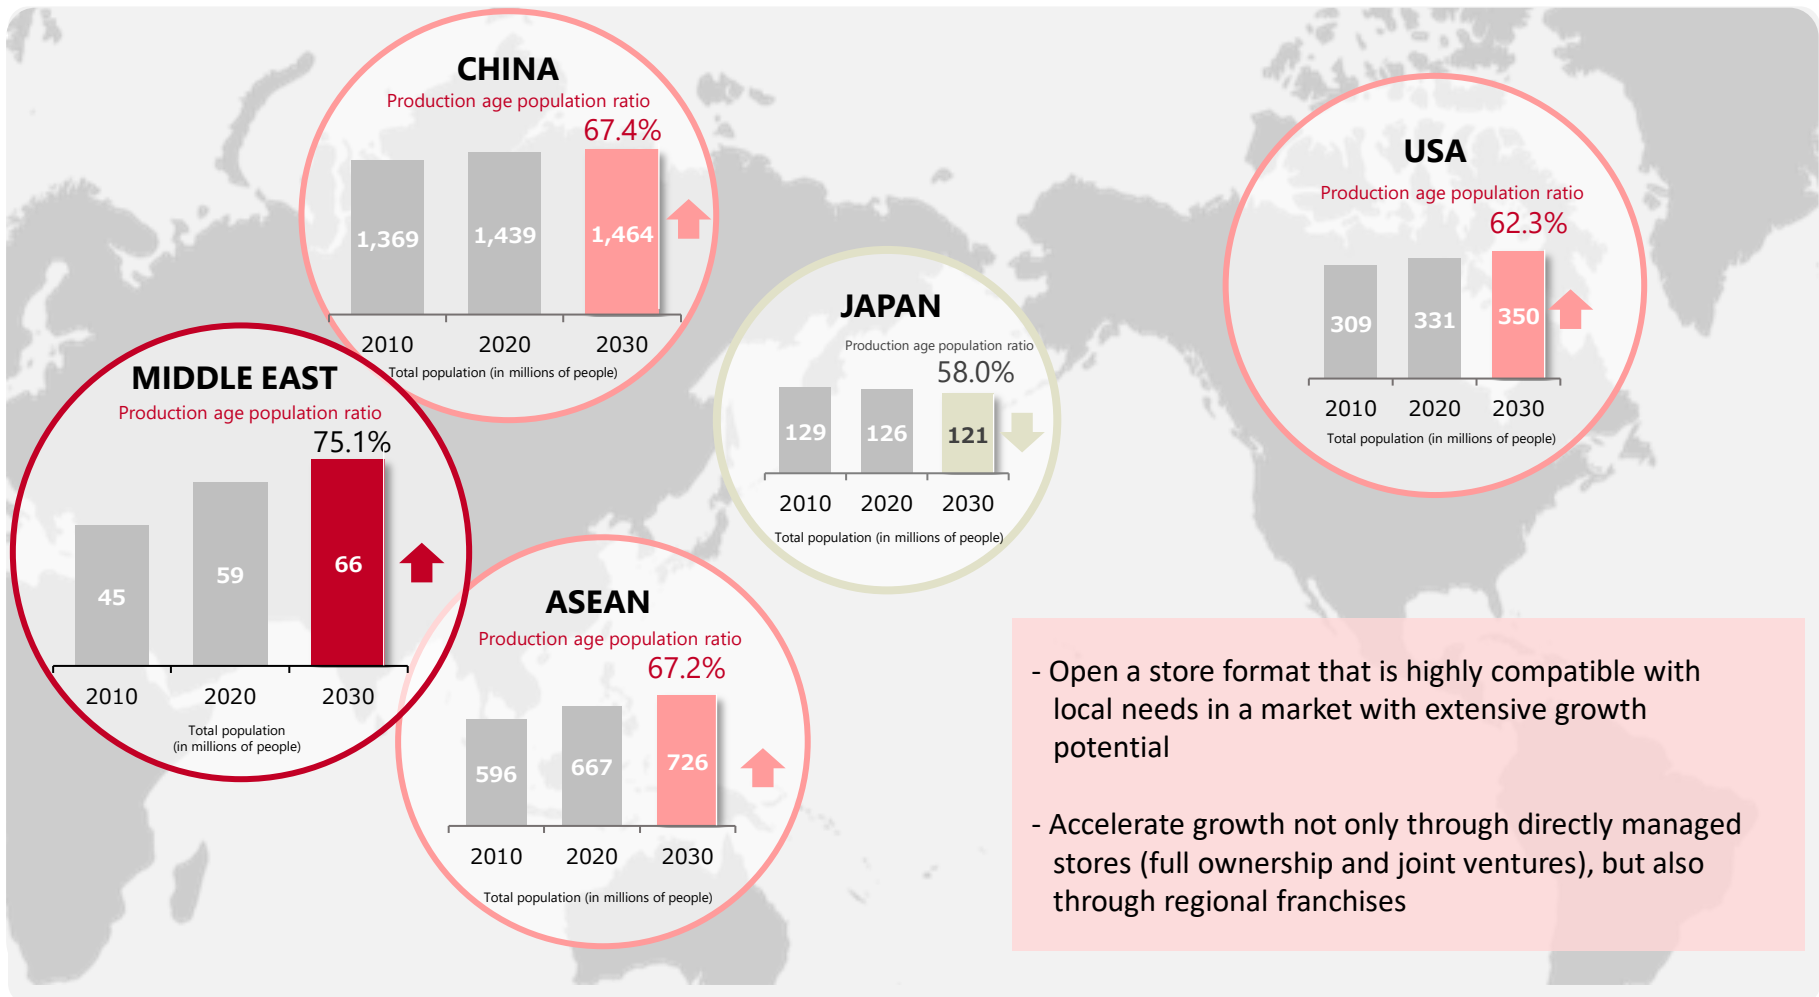 CHINA
Production age population ratio
67.4%
1,369
1,439
1,464
2010
2020
2030
Total population (in millions of people)
MIDDLE EAST
Production age population ratio
75.1%
45
59
66
2010
2020
2030
Total population
(in millions of people)
ASEAN
Production age population ratio
67.2%
596
667
726
2010
2020
2030
Total population (in millions of people)
JAPAN
Production age population ratio
58.0%
129
126
121
2010
2020
2030
Total population (in millions of people)
USA
Production age population ratio
62.3%
309
331
350
2010
2020
2030
Total population (in millions of people)
- Open a store format that is highly compatible with
local needs in a market with extensive growth
potential
- Accelerate growth not only through directly managed
stores (full ownership and joint ventures), but also
through regional franchises